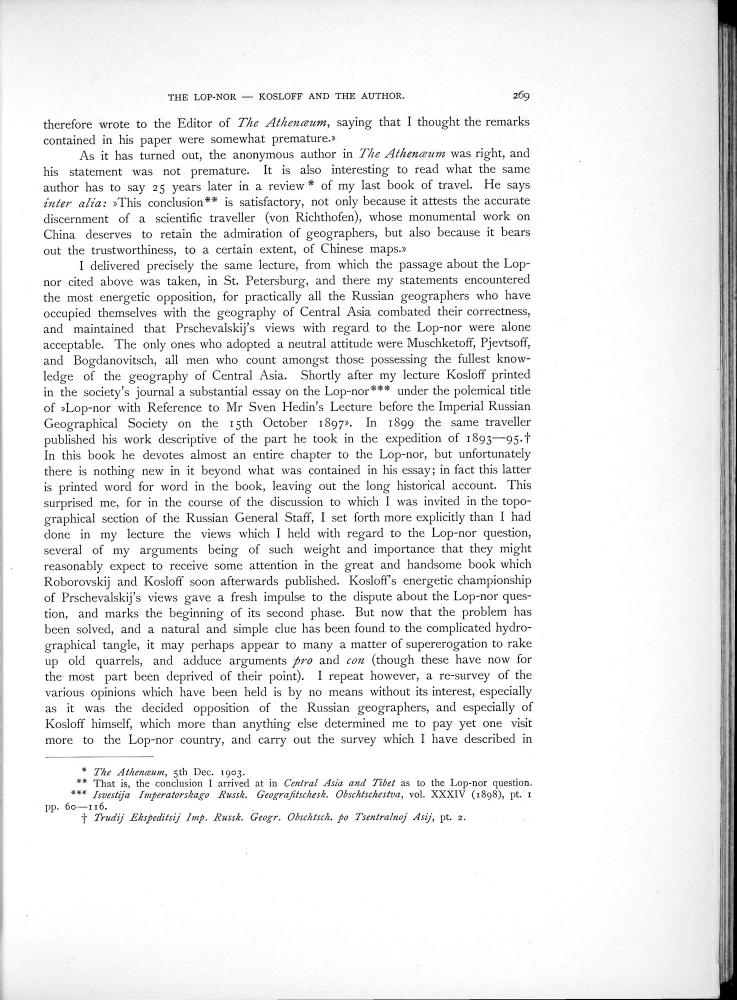 THE LOP-NOR — KOSLOFF AND THE AUTHOR. 269
therefore wrote to the Editor of The Athenæum, saying that I thought the remarks
contained in his paper were somewhat premature.»
As it has turned out, the anonymous author in The Athenæum was right, and
his statement was not premature. It is also interesting to read what the same
author has to say 25 years later in a review* of my last book of travel. He says
inter alia: »This conclusion** is satisfactory, not only because it attests the accurate
discernment of a scientific traveller (von Richthofen), whose monumental work on
China deserves to retain the admiration of geographers, but also because it bears
out the trustworthiness, to a certain extent, of Chinese maps.»
I delivered precisely the same lecture, from which the passage about the Lop-
nor cited above was taken, in St. Petersburg, and there my statements encountered
the most energetic opposition, for practically all the Russian geographers who have
occupied themselves with the geography of Central Asia combated their correctness,
and maintained that Prschevalskij's views with regard to the Lop-nor were alone
acceptable. The only ones who adopted a neutral attitude were Muschketoff, Pjevtsoff,
and Bogdanovitsch, all men who count amongst those possessing the fullest know-
ledge of the geography of Central Asia. Shortly after my lecture Kosloff printed
in the society's journal a substantial essay on the Lop-nor*** under the polemical title
of »Lop-nor with Reference to Mr Sven Hedin's Lecture before the Imperial Russian
Geographical Society on the 15th October 1897». In 1899 the same traveller
published his work descriptive of the part he took in the expedition of 1893—95.†
In this book he devotes almost an entire chapter to the Lop-nor, but unfortunately
there is nothing new in it beyond what was contained in his essay; in fact this latter
is printed word for word in the book, leaving out the long historical account. This
surprised me, for in the course of the discussion to which I was invited in the topo-
graphical section of the Russian General Staff, I set forth more explicitly than I had
done in my lecture the views which I held with regard to the Lop-nor question,
several of my arguments being of such weight and importance that they might
reasonably expect to receive some attention in the great and handsome book which
Roborovskij and Kosloff soon afterwards published. Kosloff's energetic championship
of Prschevalskij's views gave a fresh impulse to the dispute about the Lop-nor ques-
tion, and marks the beginning of its second phase. But now that the problem has
been solved, and a natural and simple clue has been found to the complicated hydro-
graphical tangle, it may perhaps appear to many a matter of supererogation to rake
up old quarrels, and adduce arguments pro and con (though these have now for
the most part been deprived of their point). I repeat however, a re-survey of the
various opinions which have been held is by no means without its interest, especially
as it was the decided opposition of the Russian geographers, and especially of
Kosloff himself, which more than anything else determined me to pay yet one visit
more to the Lop-nor country, and carry out the survey which I have described in
* The Athenæum, 5th Dec. 1903.
** That is, the conclusion I arrived at in Central Asia and Tibet as to the Lop-nor question.
*** Isvestija Imperatorskago Russk. Geografitschesk. Obschtschestva, vol. XXXIV (1898), pt. 1
pp. 60—116.
† Trudij Ekspeditsij Imp. Russk. Geogr. Obschtsch. po Tsentralnoj Asij, pt. 2.